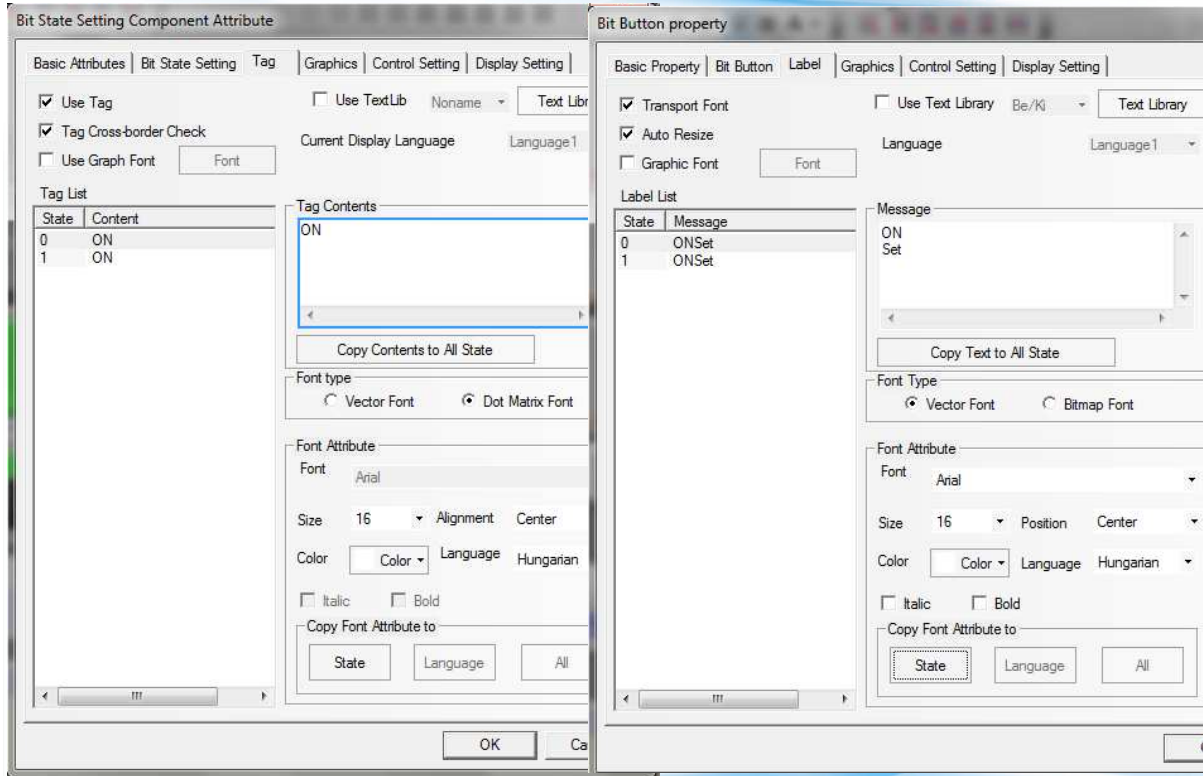 Bit State Setting Component Attribute
Basic Attributes Bit State Setting Tag Graphics Control Setting Display Setting
Use Tag
Tag Cross-border Check
Use Graph Font Font
Use TextLib Noname Text Libr
Current Display Language Language1
Tag List
State Content
0 ON
1 ON
Tag Contents
ON
Copy Contents to All State
Font type
Vector Font Dot Matrix Font
Font Attribute
Font Arial
Size 16 Alignment Center
Color Color Language Hungarian
Italic Bold
Copy Font Attribute to
State Language All
OK Ca
Bit Button property
Basic Property Bit Button Label Graphics Control Setting Display Setting
Transport Font
Auto Resize
Graphic Font Font
Use Text Library Be/Ki Text Library
Language Language1
Label List
State Message
0 ONSet
1 ONSet
Message
ON
Set
Copy Text to All State
Font Type
Vector Font Bitmap Font
Font Attribute
Font Arial
Size 16 Position Center
Color Color Language Hungarian
Italic Bold
Copy Font Attribute to
State Language All